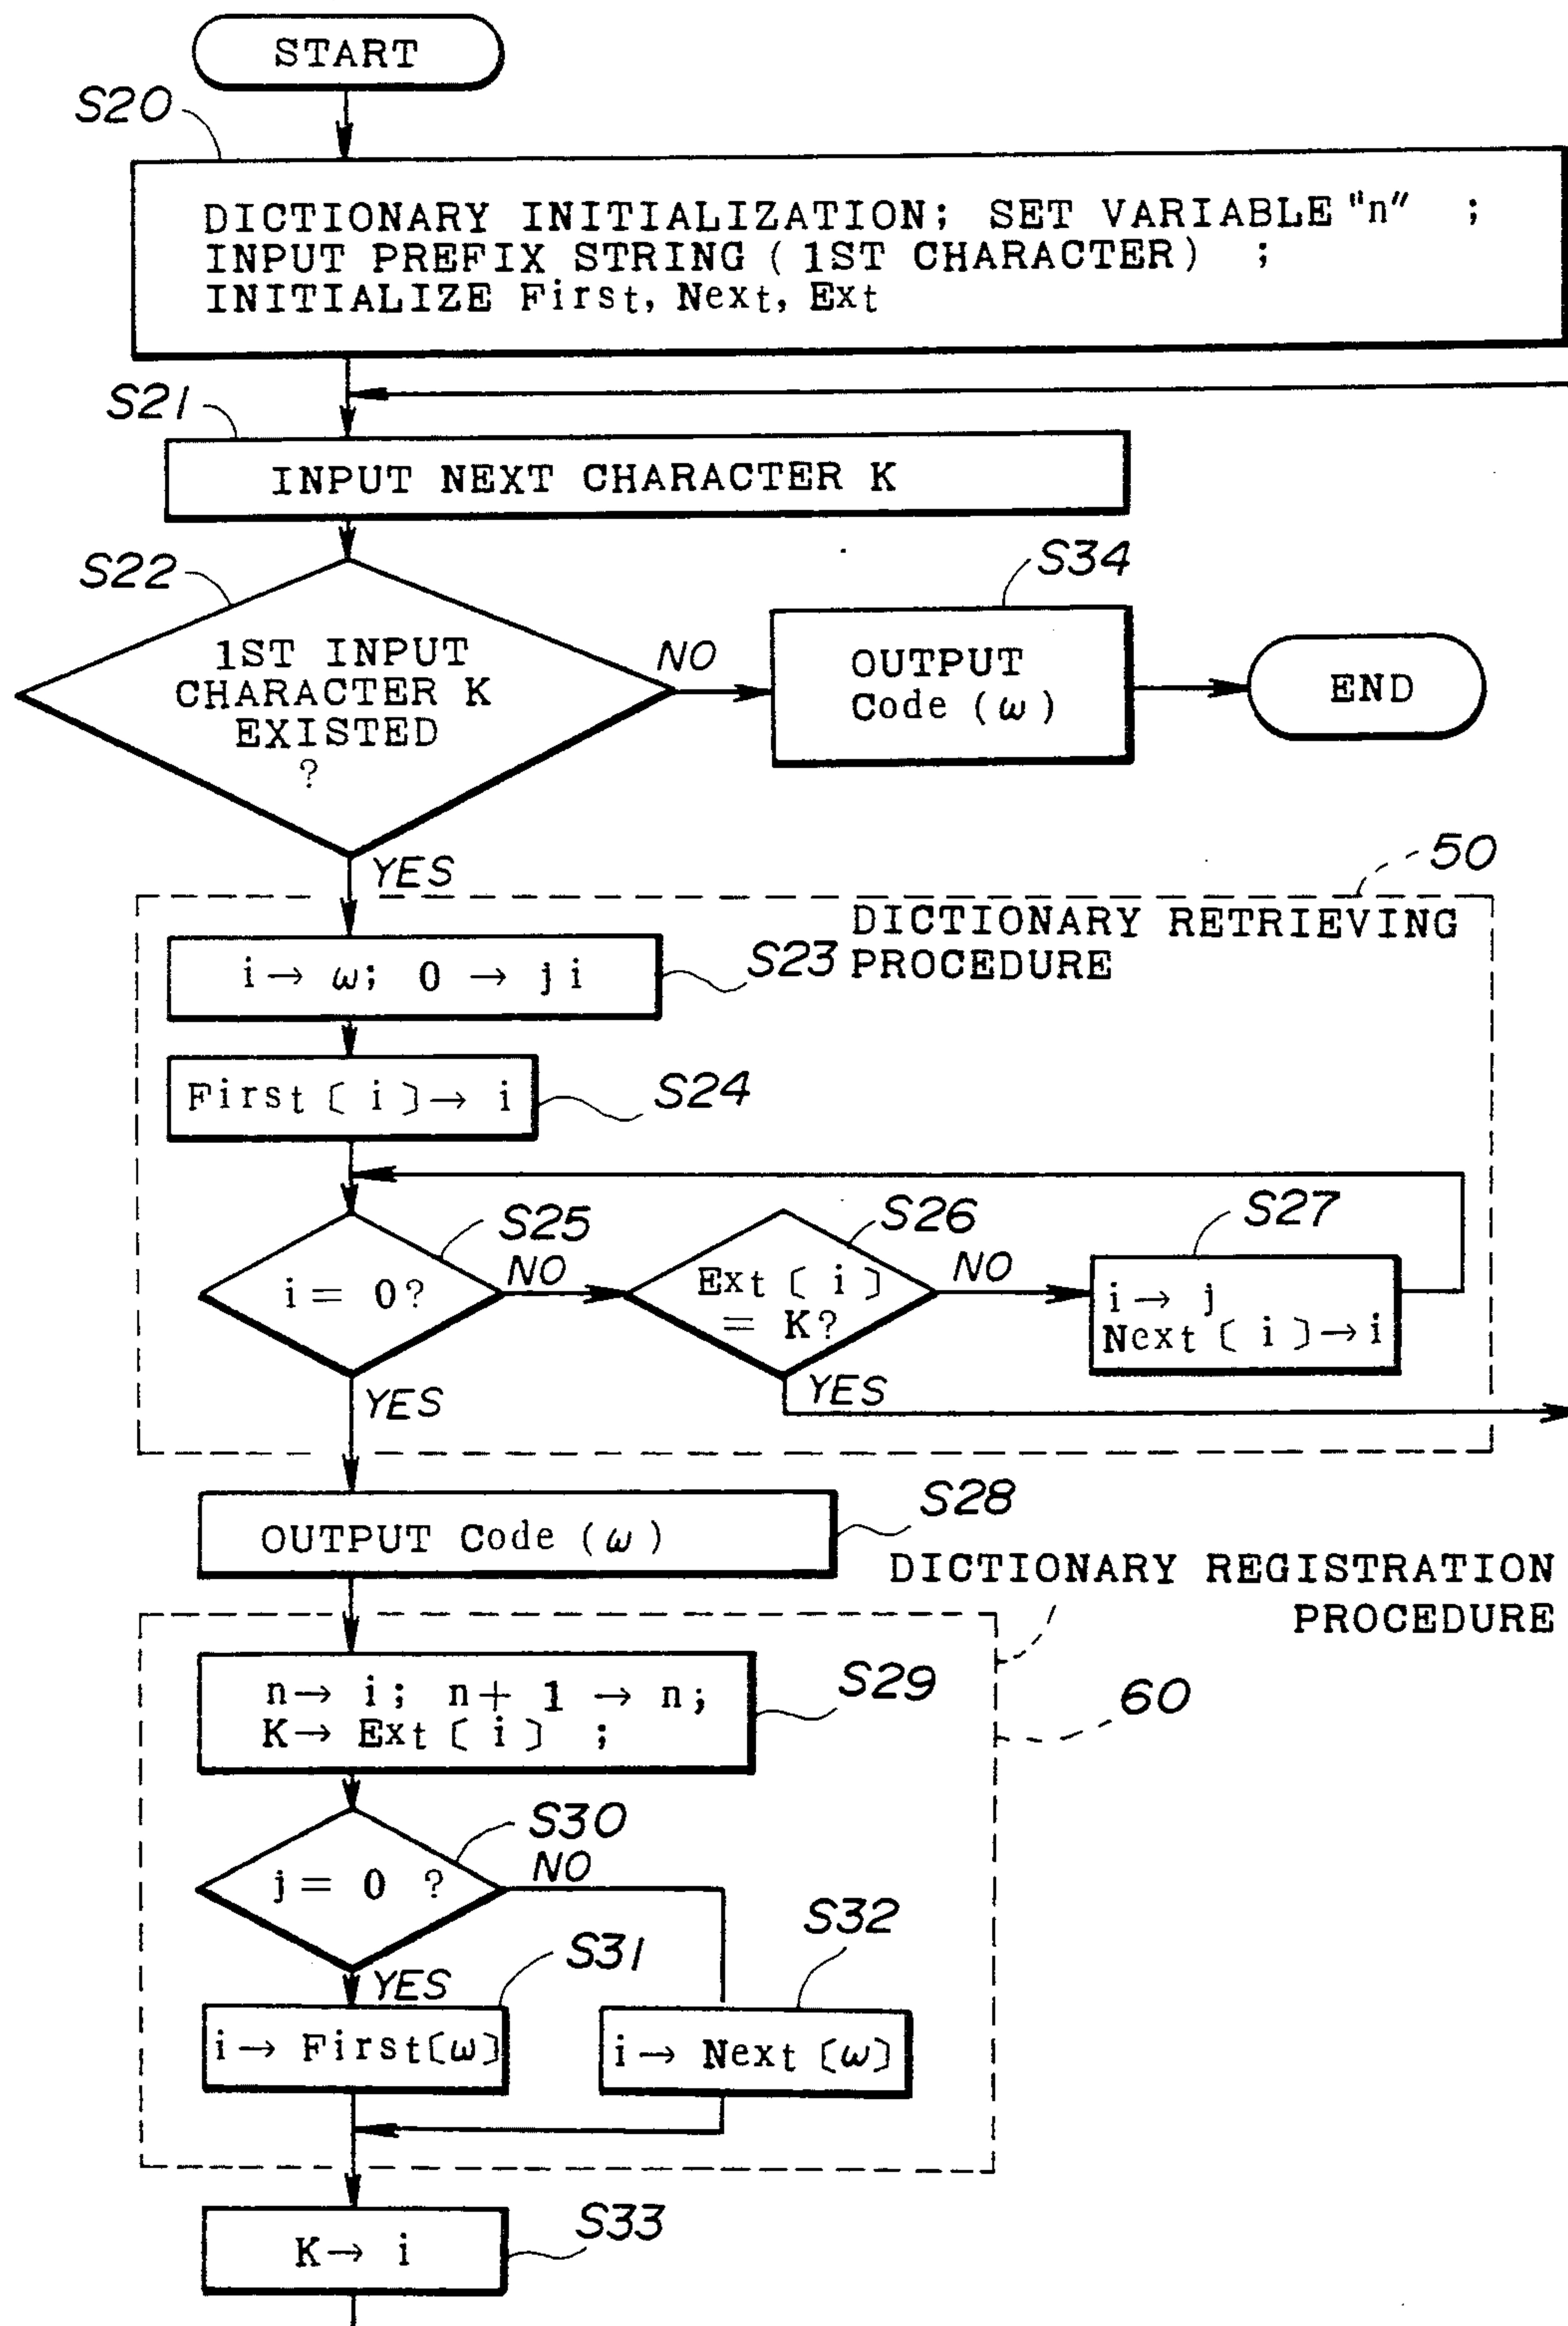 START
S20
DICTIONARY INITIALIZATION; SET VARIABLE "n" ;
INPUT PREFIX STRING (1ST CHARACTER) ;
INITIALIZE First, Next, Ext
S21
INPUT NEXT CHARACTER K
S22
1ST INPUT
CHARACTER K
EXISTED
?
NO
S34
OUTPUT
Code (ω)
END
YES
50
DICTIONARY RETRIEVING
PROCEDURE
i → ω; 0 → j i
S23
First [ i ] → i
S24
i = 0?
S25
NO
Ext [ i ]
= K?
S26
NO
S27
i → j
Next [ i ] → i
YES
YES
OUTPUT Code (ω)
S28
DICTIONARY REGISTRATION
PROCEDURE
60
n → i; n + 1 → n;
K → Ext [ i ] ;
S29
j = 0 ?
S30
NO
YES
S31
i → First [ω]
S32
i → Next [ω]
K → i
S33